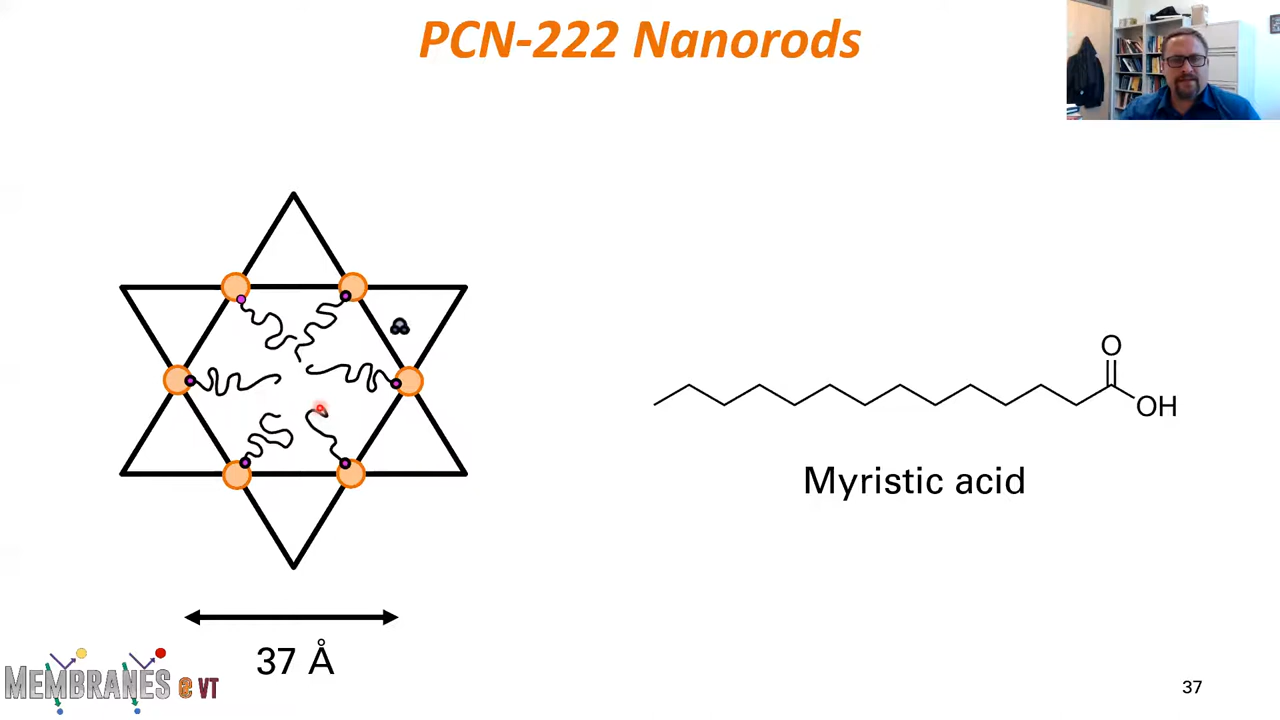 PCN-222 Nanorods
O
OH
Myristic acid
37 Å
MEMBRANES @ VT
37